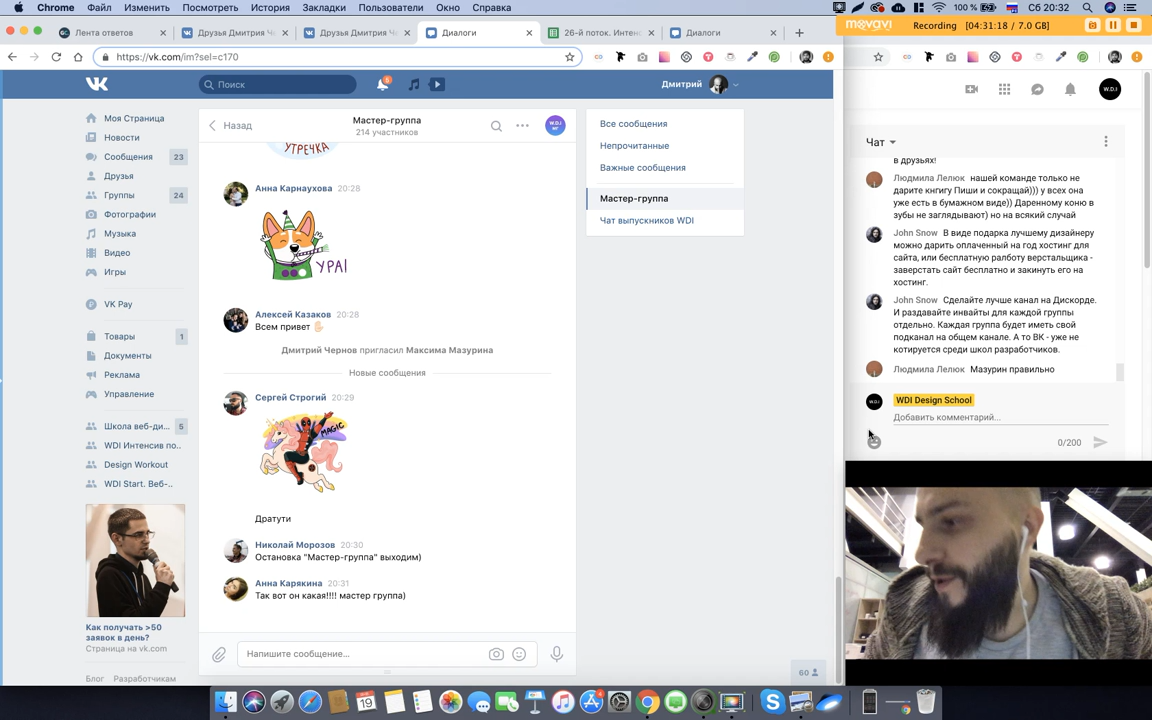 Chrome Файл Изменить Посмотреть История Закладки Пользователи Окно Справка
100 % Сб 20:32
Лента ответов
Друзья Дмитрия Ч
Друзья Дмитрия Ч
Диалоги
26-й поток. Интен
Диалоги
movavi
Recording [04:31:18 / 7.0 GB]
https://vk.com/im?sel=c170
Поиск
6
Дмитрий
W.D.I
Моя Страница
Новости
Сообщения 23
Друзья
Группы 24
Фотографии
Музыка
Видео
Игры
VK Pay
Товары 1
Документы
Реклама
Управление
Школа веб-ди... 5
WDI Интенсив по..
Design Workout
WDI Start. Веб-..
Как получать >50
заявок в день?
Страница на vk.com
Блог Разработчикам
Назад
Мастер-группа
214 участников
W.D.I
УТРЕЧКА
Анна Карнаухова 20:28
УРА!
Алексей Казаков 20:28
Всем привет
Дмитрий Чернов пригласил Максима Мазурина
Новые сообщения
Сергей Строгий 20:29
MAGIC
Дратути
Николай Морозов 20:30
Остановка "Мастер-группа" выходим)
Анна Карякина 20:31
Так вот он какая!!!! мастер группа)
Напишите сообщение...
Все сообщения
Непрочитанные
Важные сообщения
Мастер-группа
Чат выпускников WDI
60
Чат
в друзьях!
Людмила Лелюк нашей команде только не
дарите кнгигу Пиши и сокращай))) у всех она
уже есть в бумажном виде)) Даренному коню в
зубы не заглядывают) но на всякий случай
John Snow В виде подарка лучшему дизайнеру
можно дарить оплаченный на год хостинг для
сайта, или бесплатную ралботу верстальщика -
заверстать сайт бесплатно и закинуть его на
хостинг.
John Snow Сделайте лучше канал на Дискорде.
И раздавайте инвайты для каждой группы
отдельно. Каждая группа будет иметь свой
подканал на общем канале. А то ВК - уже не
котируется среди школ разработчиков.
Людмила Лелюк Мазурин правильно
W.D.I
WDI Design School
Добавить комментарий...
0/200
19